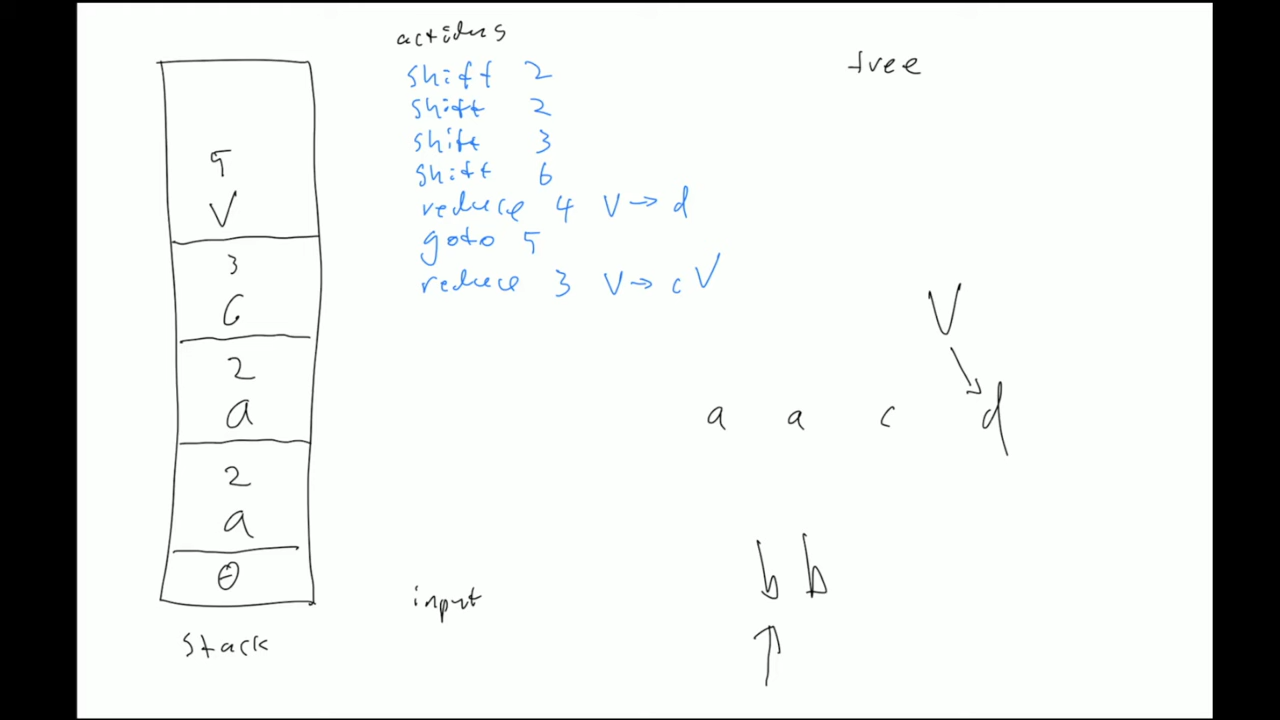 actions
tree
shift 2
shift 2
shift 3
shift 6
reduce 4 V → d
goto 5
reduce 3 V → c V
5
V
3
c
2
a
2
a
0
stack
V
a a c d
input
b b